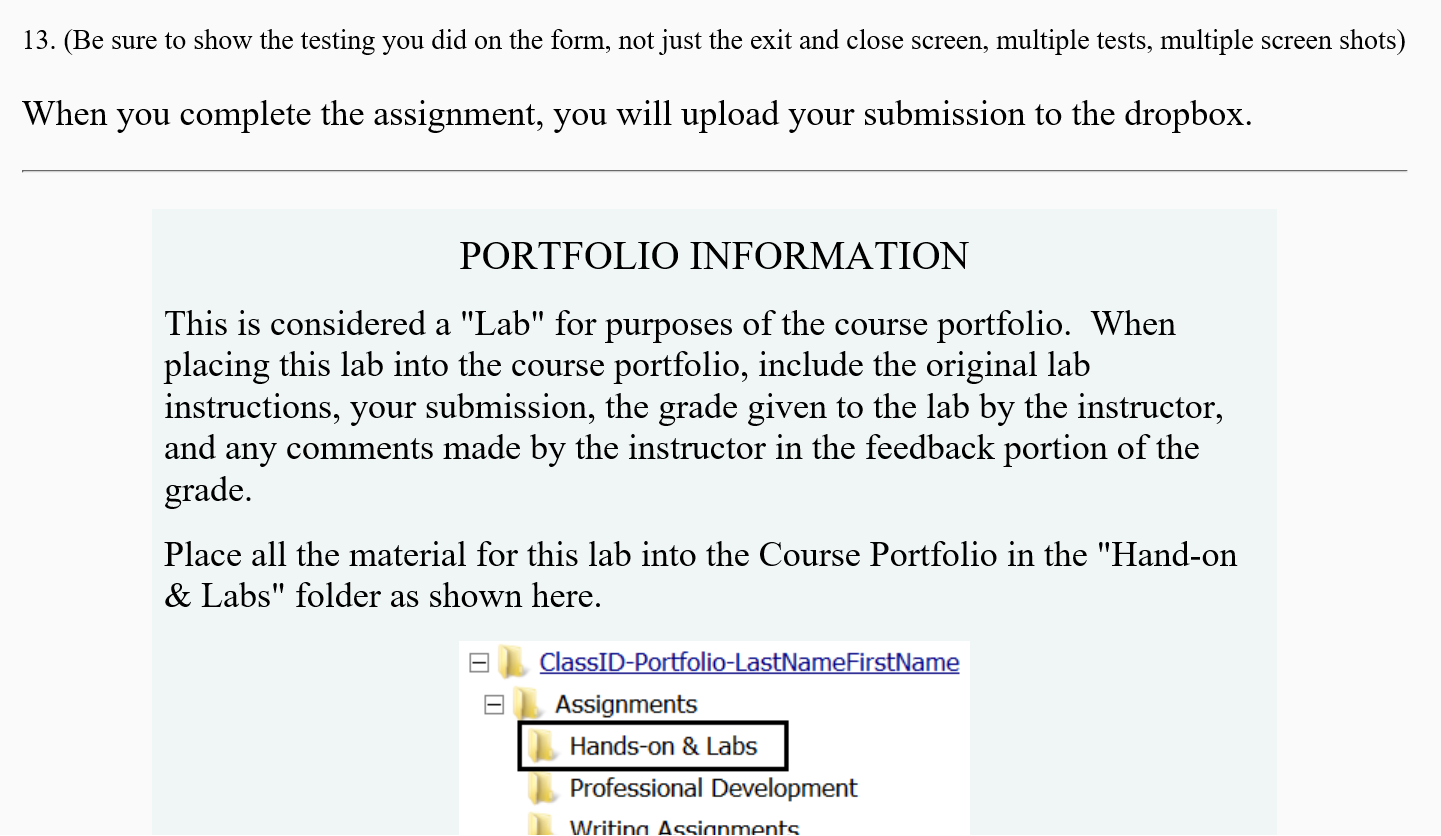 13. (Be sure to show the testing you did on the form, not just the exit and close screen, multiple tests, multiple screen shots)
When you complete the assignment, you will upload your submission to the dropbox.
PORTFOLIO INFORMATION
This is considered a "Lab" for purposes of the course portfolio.  When
placing this lab into the course portfolio, include the original lab
instructions, your submission, the grade given to the lab by the instructor,
and any comments made by the instructor in the feedback portion of the
grade.
Place all the material for this lab into the Course Portfolio in the "Hand-on
& Labs" folder as shown here.
ClassID-Portfolio-LastNameFirstName
Assignments
Hands-on & Labs
Professional Development
Writing Assignments